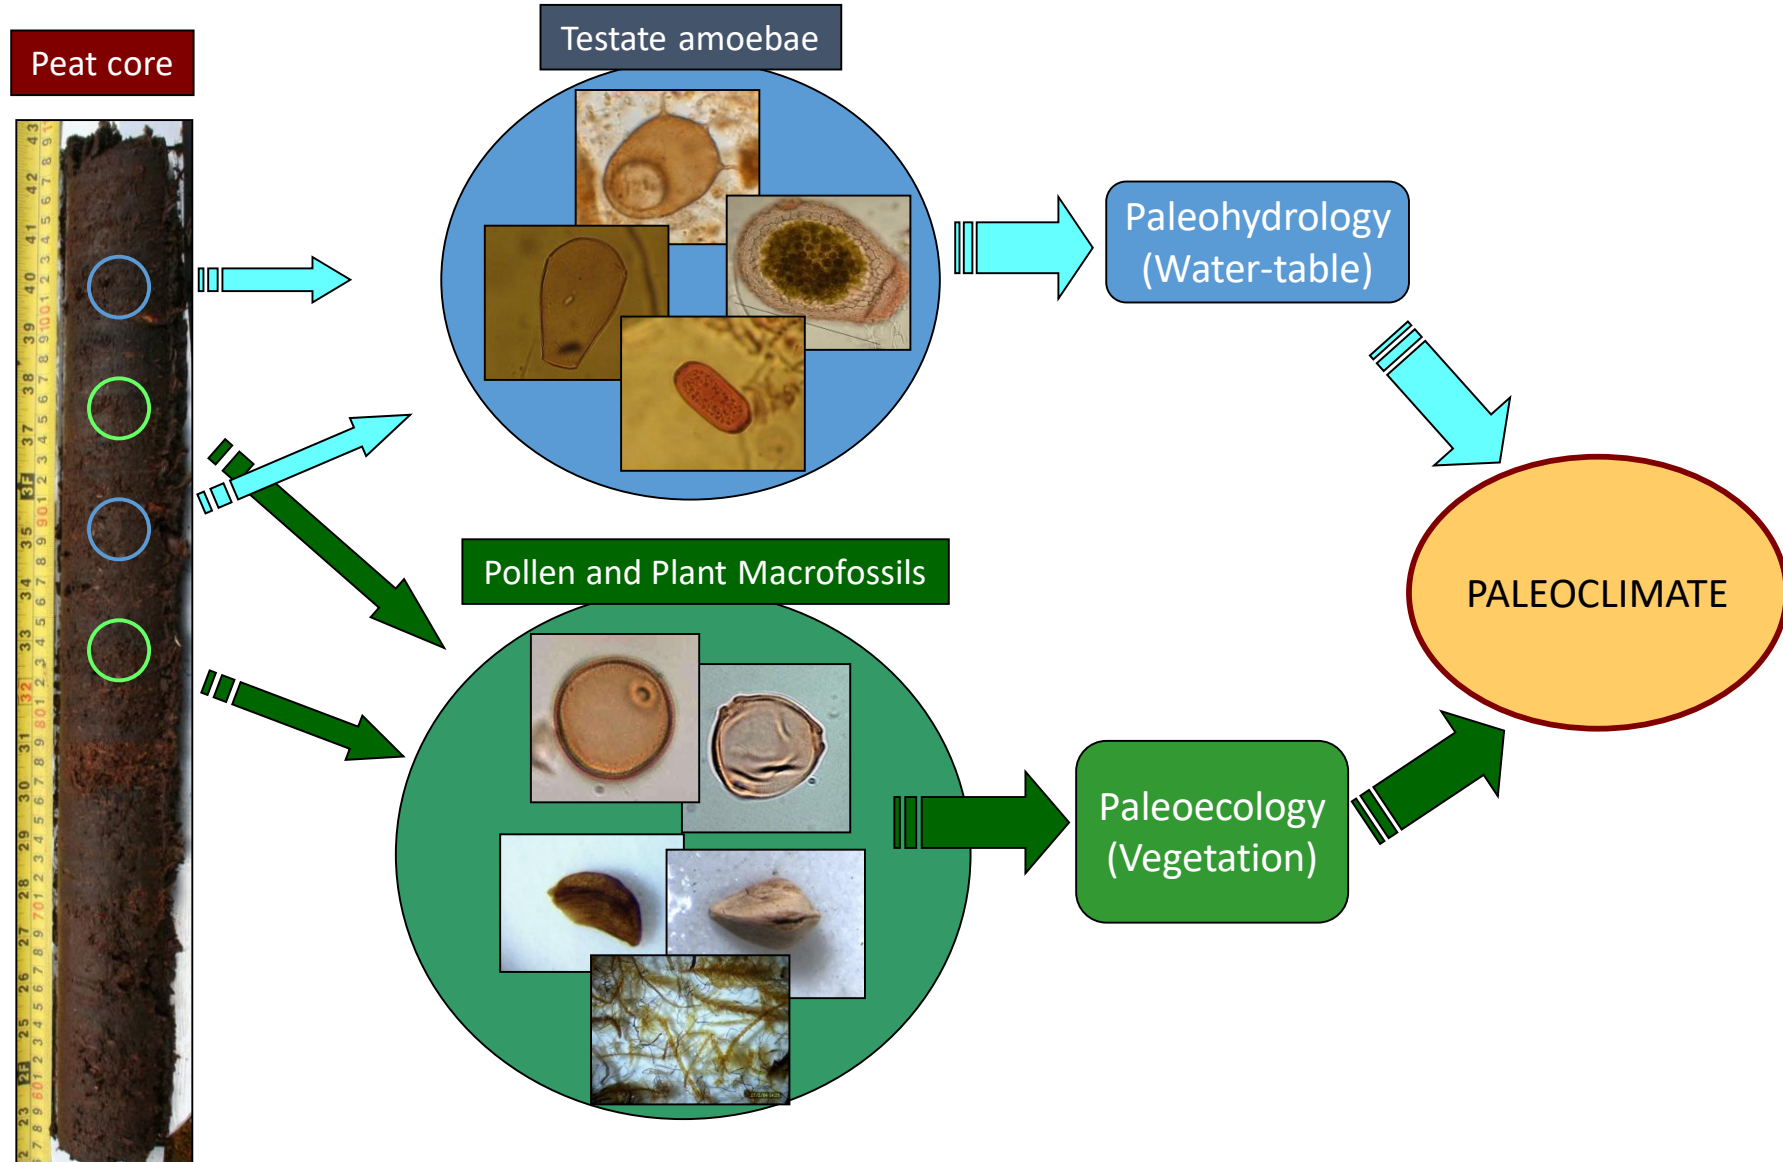 Peat core
Testate amoebae
Paleohydrology
(Water-table)
Pollen and Plant Macrofossils
PALEOCLIMATE
Paleoecology
(Vegetation)